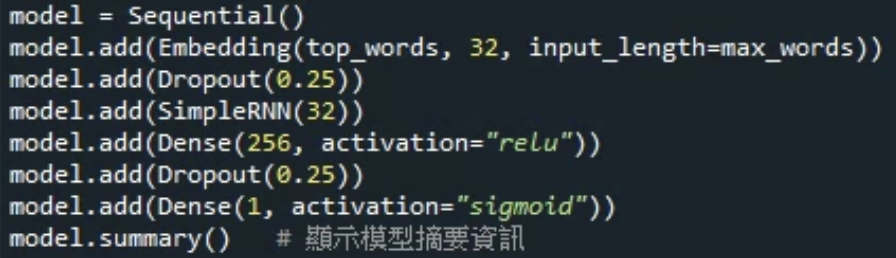 model = Sequential()
model.add(Embedding(top_words, 32, input_length=max_words))
model.add(Dropout(0.25))
model.add(SimpleRNN(32))
model.add(Dense(256, activation="relu"))
model.add(Dropout(0.25))
model.add(Dense(1, activation="sigmoid"))
model.summary()   # 顯示模型摘要資訊